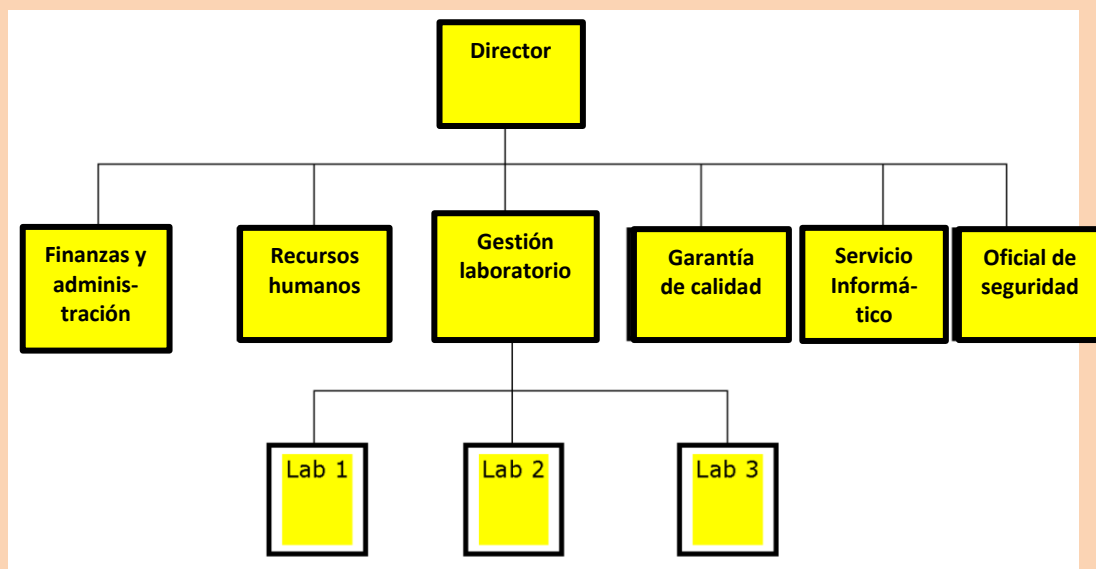 Director
Finanzas y
adminis-
tración
Recursos
humanos
Gestión
laboratorio
Garantía
de calidad
Servicio
Informá-
tico
Oficial de
seguridad
Lab 1
Lab 2
Lab 3